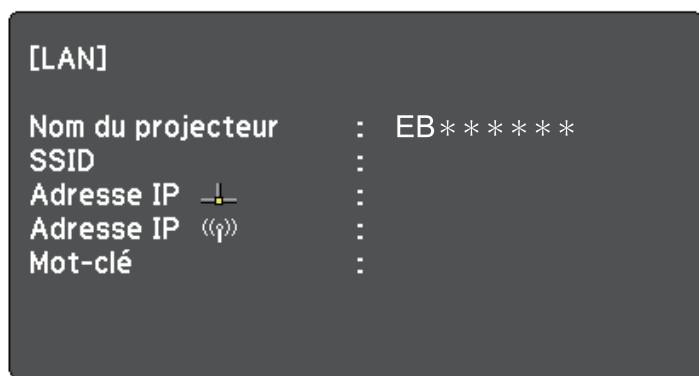 [LAN]
Nom du projecteur : EB∗∗∗∗∗∗
SSID :
Adresse IP :
Adresse IP :
Mot-clé :